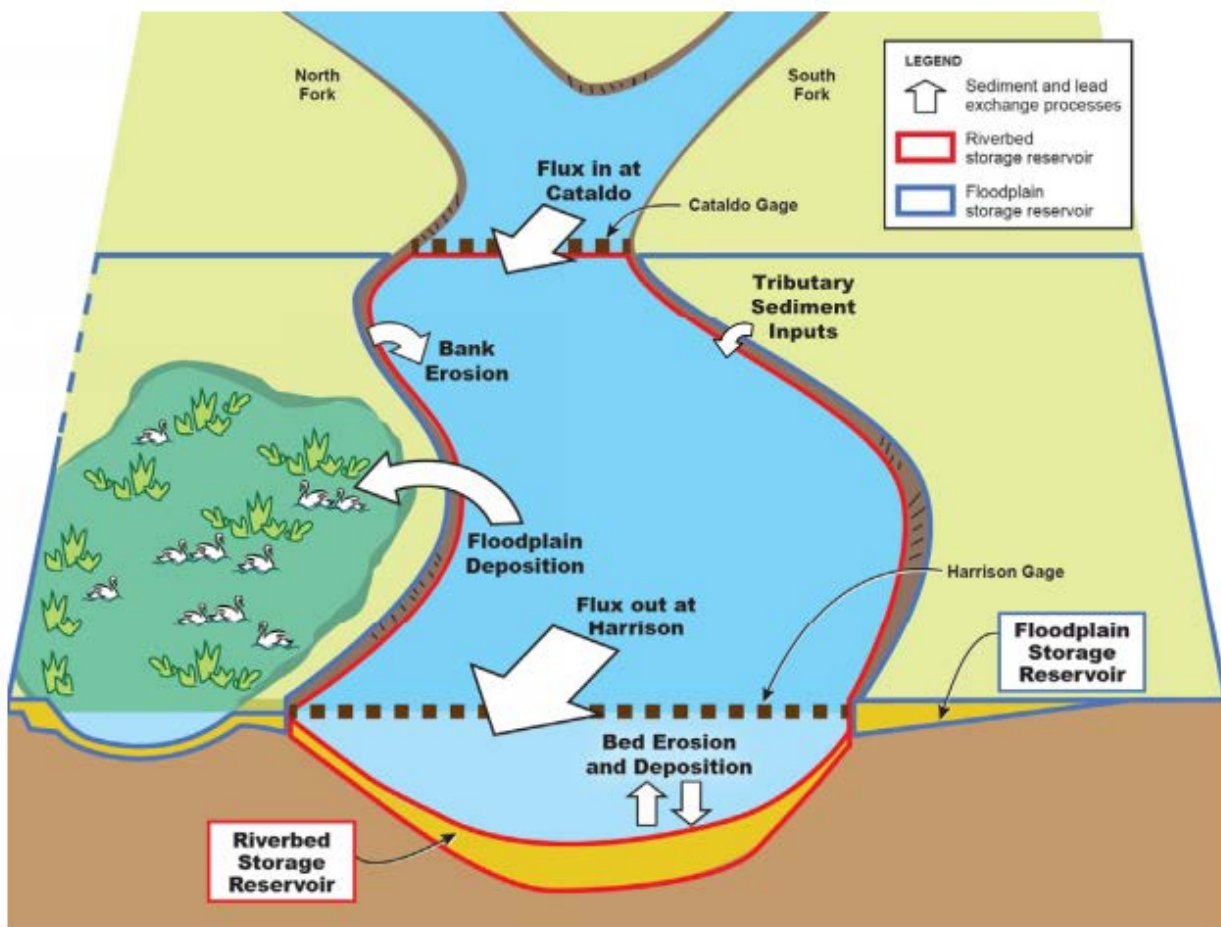 North
Fork
South
Fork
LEGEND
Sediment and lead
exchange processes
Riverbed
storage reservoir
Floodplain
storage reservoir
Flux in at
Cataldo
Cataldo Gage
Tributary
Sediment
Inputs
Bank
Erosion
Floodplain
Deposition
Harrison Gage
Flux out at
Harrison
Floodplain
Storage
Reservoir
Bed Erosion
and Deposition
Riverbed
Storage
Reservoir